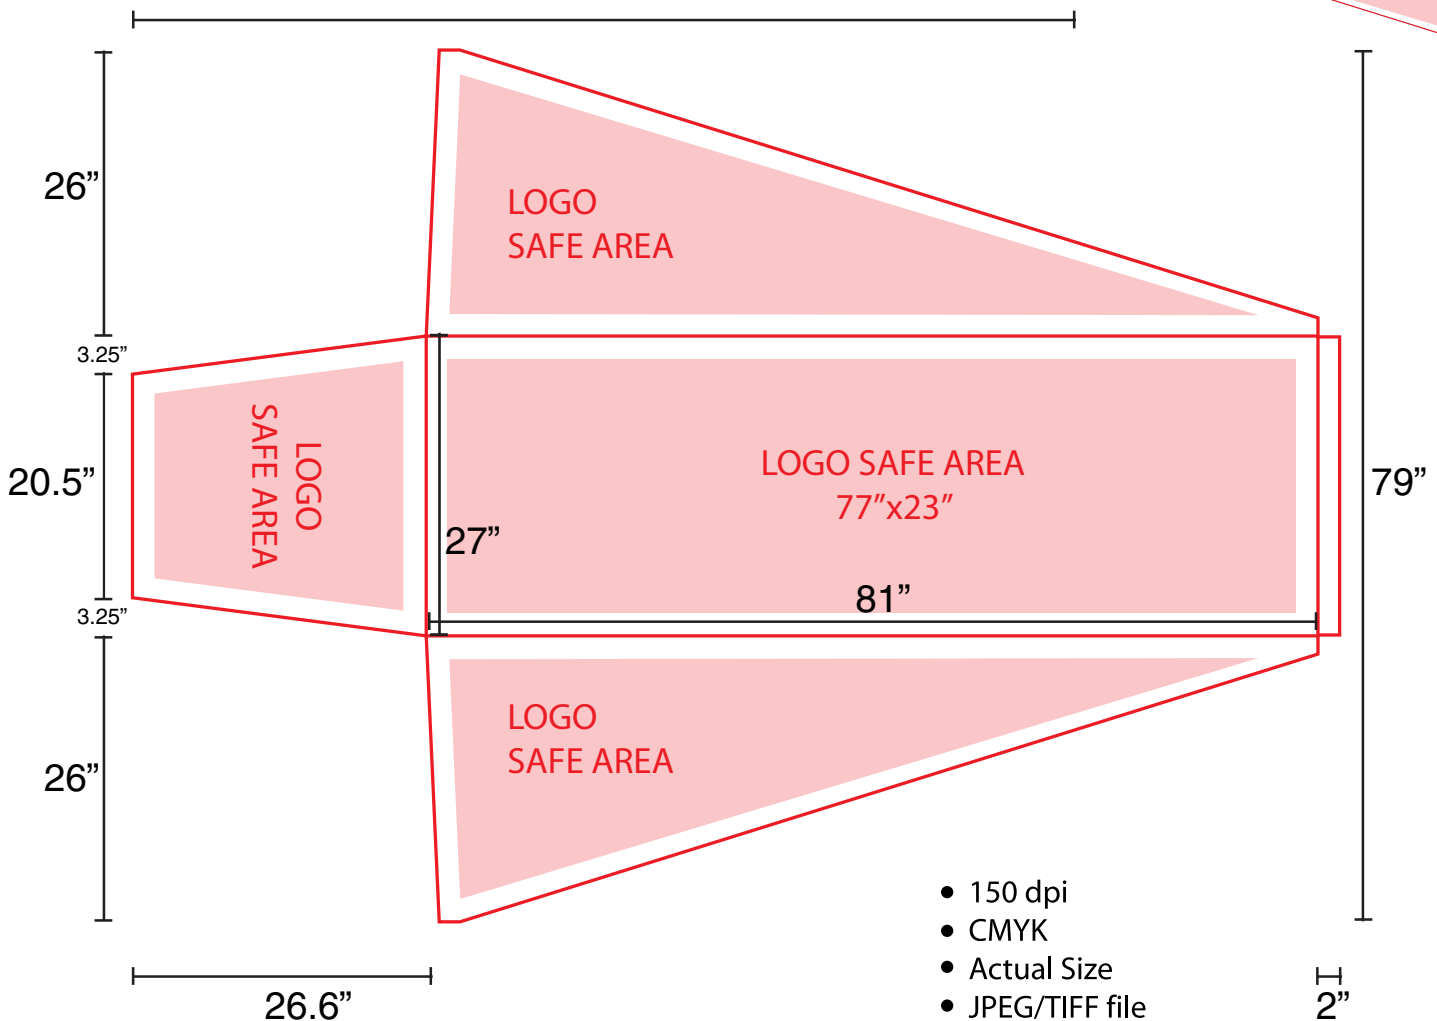 26”
LOGO
SAFE AREA
3.25”
20.5”
LOGO
SAFE AREA
LOGO SAFE AREA
77”x23”
79”
27”
81”
3.25”
LOGO
SAFE AREA
26”
• 150 dpi
• CMYK
• Actual Size
• JPEG/TIFF file
26.6”
2”